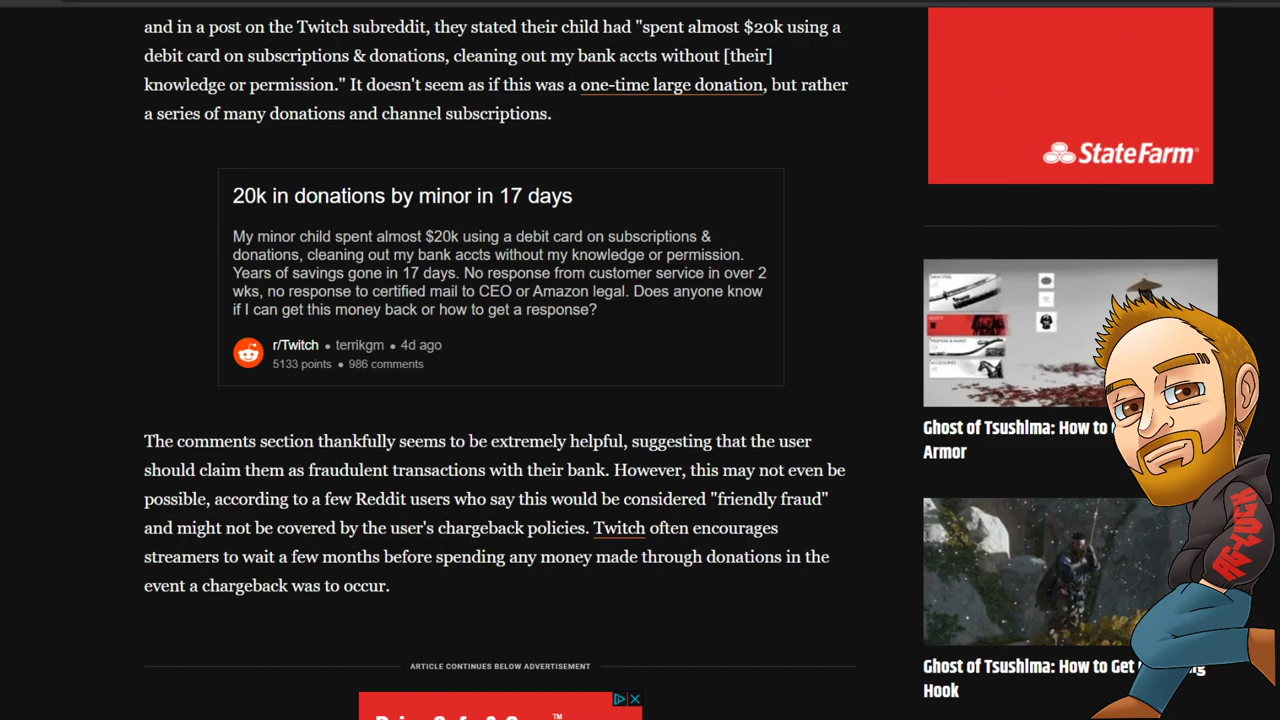 and in a post on the Twitch subreddit, they stated their child had "spent almost $20k using a
debit card on subscriptions & donations, cleaning out my bank accts without [their]
knowledge or permission." It doesn't seem as if this was a one-time large donation, but rather
a series of many donations and channel subscriptions.
StateFarm®
20k in donations by minor in 17 days
My minor child spent almost $20k using a debit card on subscriptions &
donations, cleaning out my bank accts without my knowledge or permission.
Years of savings gone in 17 days. No response from customer service in over 2
wks, no response to certified mail to CEO or Amazon legal. Does anyone know
if I can get this money back or how to get a response?
r/Twitch • terrikgm • 4d ago
5133 points • 986 comments
The comments section thankfully seems to be extremely helpful, suggesting that the user
should claim them as fraudulent transactions with their bank. However, this may not even be
possible, according to a few Reddit users who say this would be considered "friendly fraud"
and might not be covered by the user's chargeback policies. Twitch often encourages
streamers to wait a few months before spending any money made through donations in the
event a chargeback was to occur.
ARTICLE CONTINUES BELOW ADVERTISEMENT
Ghost of Tsushima: How to
Armor
Ghost of Tsushima: How to Get
Hook